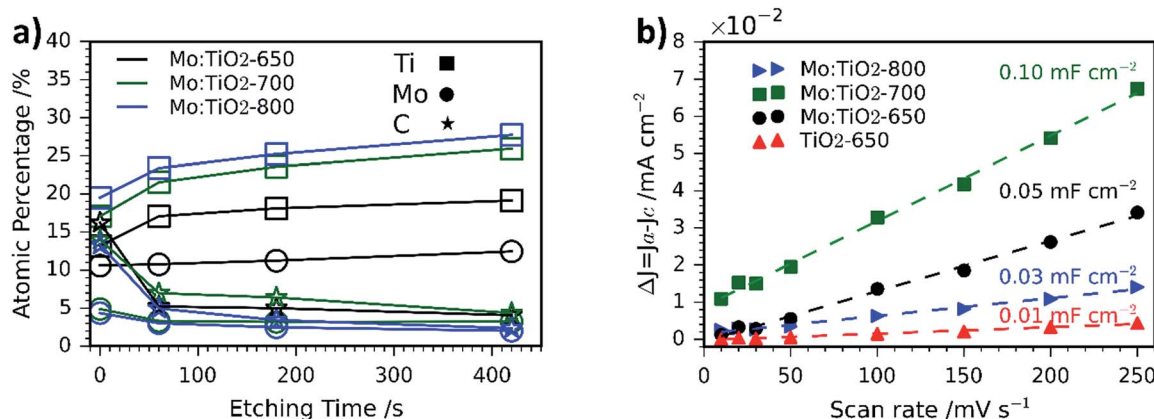 a)
Atomic Percentage /%
40
35
30
25
20
15
10
5
0
Mo:TiO2-650
Mo:TiO2-700
Mo:TiO2-800
Ti
Mo
C
0 100 200 300 400
Etching Time /s
b)
×10⁻²
ΔJ=Ja-Jc /mA cm⁻²
8
7
6
4
2
1
0
Mo:TiO2-800
Mo:TiO2-700
Mo:TiO2-650
TiO2-650
0.10 mF cm⁻²
0.05 mF cm⁻²
0.03 mF cm⁻²
0.01 mF cm⁻²
0 50 100 150 200 250
Scan rate /mV s⁻¹